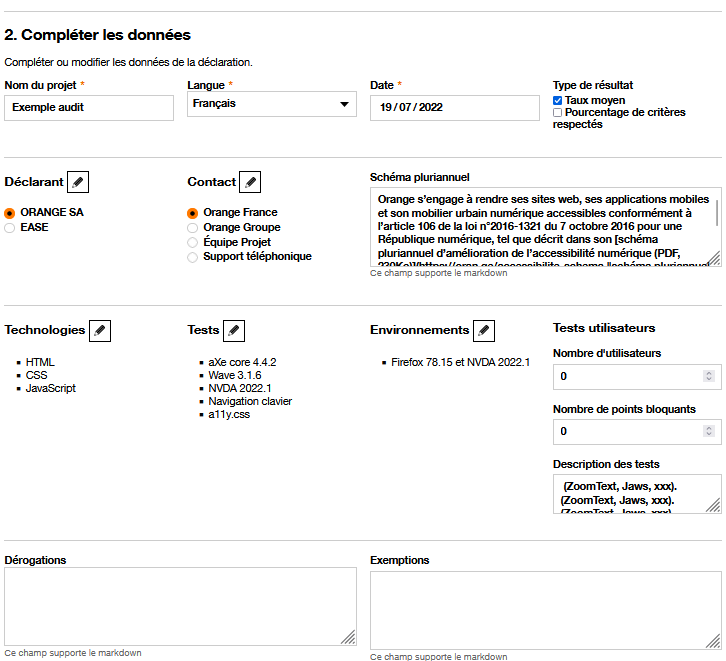 2. Compléter les données
Compléter ou modifier les données de la déclaration.
Nom du projet *
Exemple audit
Langue *
Français
Date *
19 / 07 / 2022
Type de résultat
Taux moyen
Pourcentage de critères
respectés
Déclarant
ORANGE SA
EASE
Contact
Orange France
Orange Groupe
Équipe Projet
Support téléphonique
Schéma pluriannuel
Orange s'engage à rendre ses sites web, ses applications mobiles
et son mobilier urbain numérique accessibles conformément à
l'article 106 de la loi n°2016-1321 du 7 octobre 2016 pour une
République numérique, tel que décrit dans son [schéma
pluriannuel d'amélioration de l'accessibilité numérique (PDF,
Ce champ supporte le markdown
Technologies
HTML
CSS
JavaScript
Tests
aXe core 4.4.2
Wave 3.1.6
NVDA 2022.1
Navigation clavier
a11y.css
Environnements
Firefox 78.15 et NVDA 2022.1
Tests utilisateurs
Nombre d'utilisateurs
0
Nombre de points bloquants
0
Description des tests
(ZoomText, Jaws, xxx).
(ZoomText, Jaws, xxx).
(ZoomText, Jaws, xxx).
Dérogations
Ce champ supporte le markdown
Exemptions
Ce champ supporte le markdown